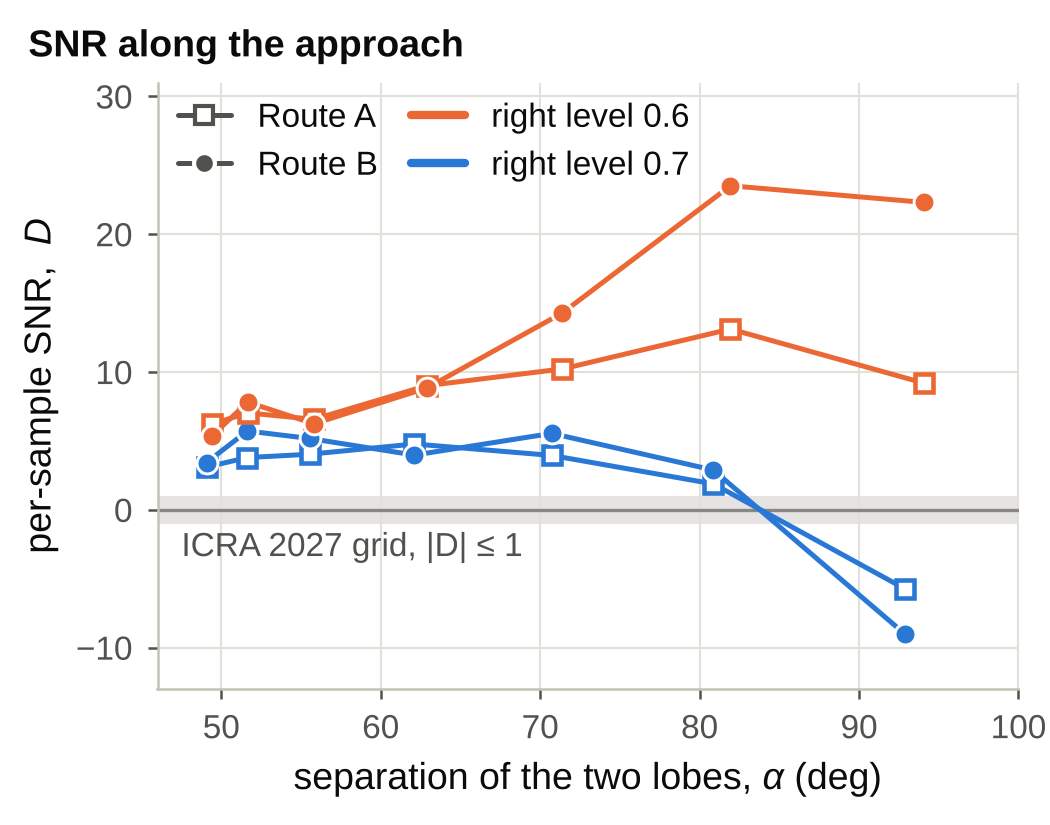 SNR along the approach
30
20
10
0
−10
per-sample SNR, D
Route A
right level 0.6
Route B
right level 0.7
ICRA 2027 grid, |D| ≤ 1
50 60 70 80 90 100
separation of the two lobes, α (deg)